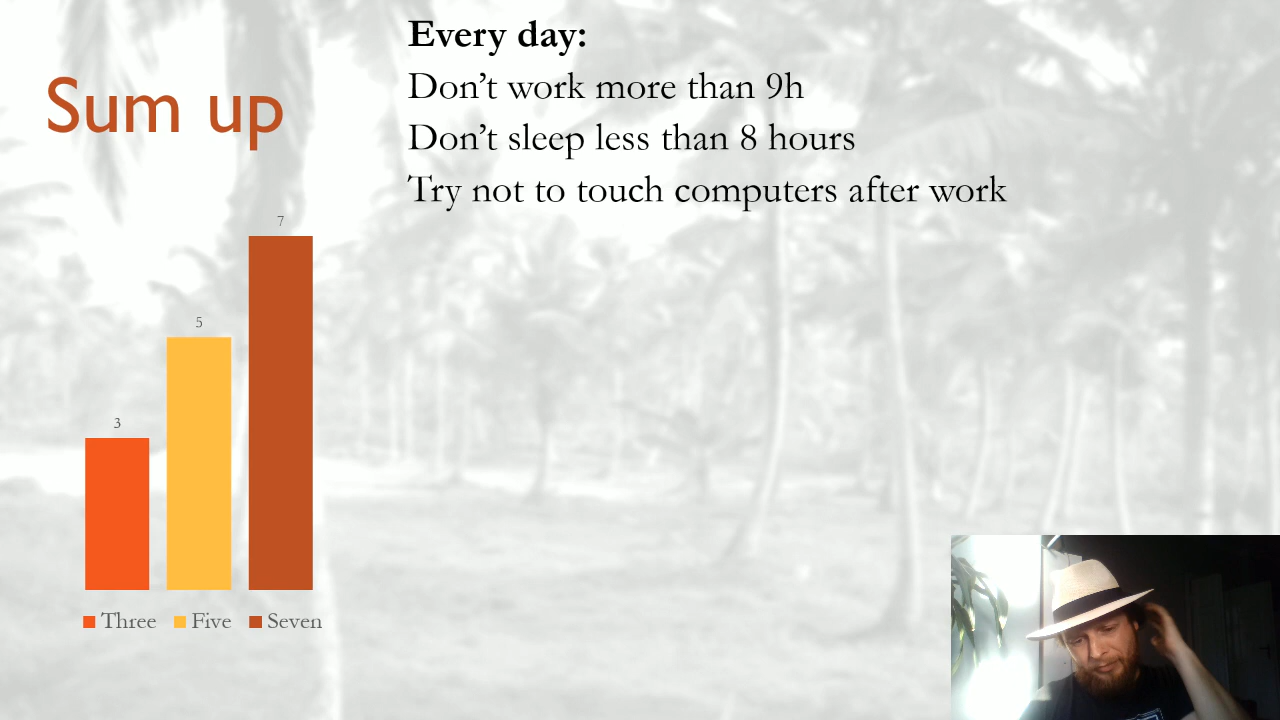 Sum up
Every day:
Don’t work more than 9h
Don’t sleep less than 8 hours
Try not to touch computers after work
3
5
7
Three
Five
Seven